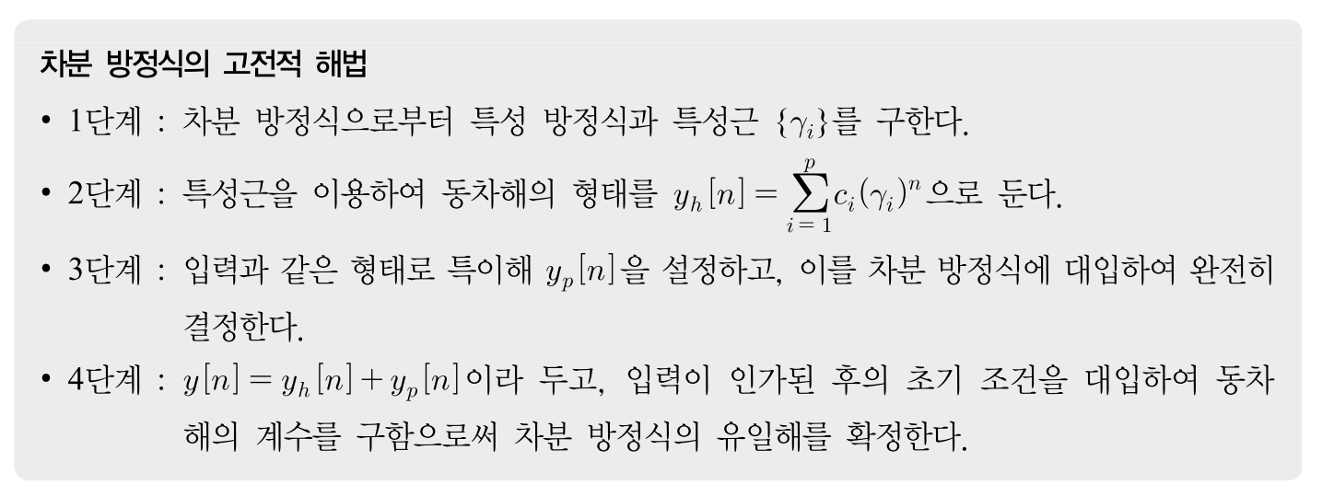 차분 방정식의 고전적 해법
• 1단계 : 차분 방정식으로부터 특성 방정식과 특성근 {γᵢ}를 구한다.
• 2단계 : 특성근을 이용하여 동차해의 형태를 y_h[n] = \sum_{i=1}^{p} c_i(γ_i)^n으로 둔다.
• 3단계 : 입력과 같은 형태로 특이해 y_p[n]을 설정하고, 이를 차분 방정식에 대입하여 완전히
결정한다.
• 4단계 : y[n] = y_h[n] + y_p[n]이라 두고, 입력이 인가된 후의 초기 조건을 대입하여 동차
해의 계수를 구함으로써 차분 방정식의 유일해를 확정한다.